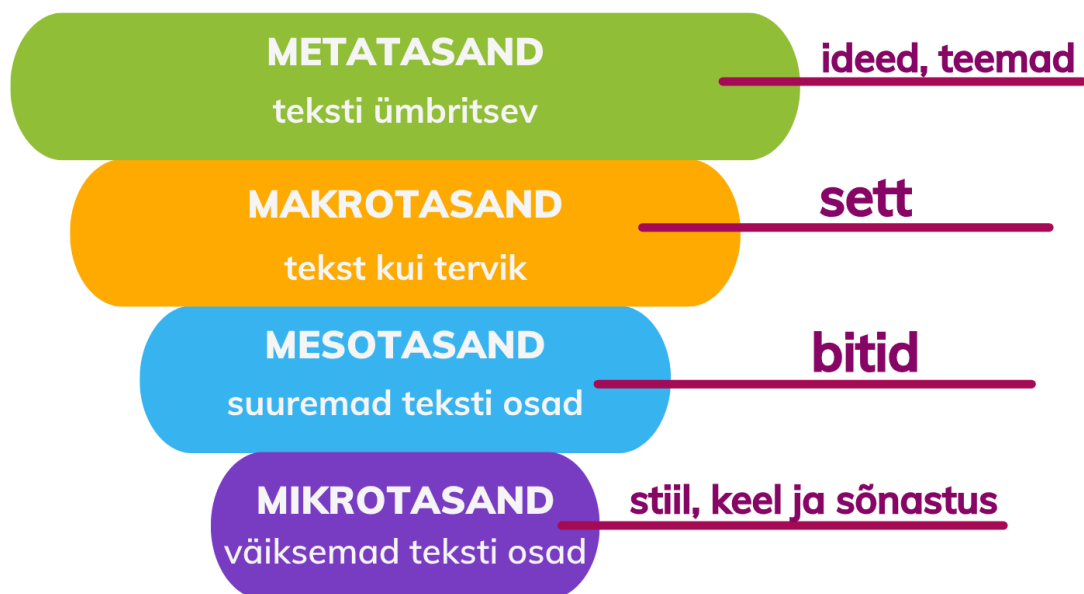 METATASAND
teksti ümbritsev
ideed, teemad
MAKROTASAND
tekst kui tervik
sett
MESOTASAND
suuremad teksti osad
bitid
MIKROTASAND
väiksemad teksti osad
stiil, keel ja sõnastus